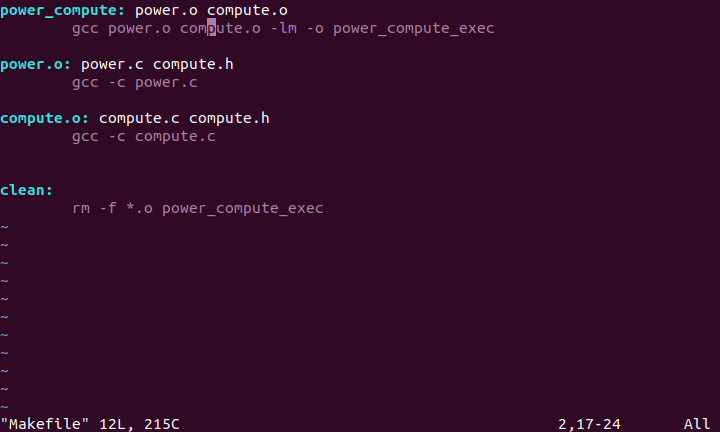 power_compute: power.o compute.o
        gcc power.o compute.o -lm -o power_compute_exec
power.o: power.c compute.h
        gcc -c power.c
compute.o: compute.c compute.h
        gcc -c compute.c
clean:
        rm -f *.o power_compute_exec
~
~
~
~
~
~
~
~
~
~
~
"Makefile" 12L, 215C                                          2,17-24       All